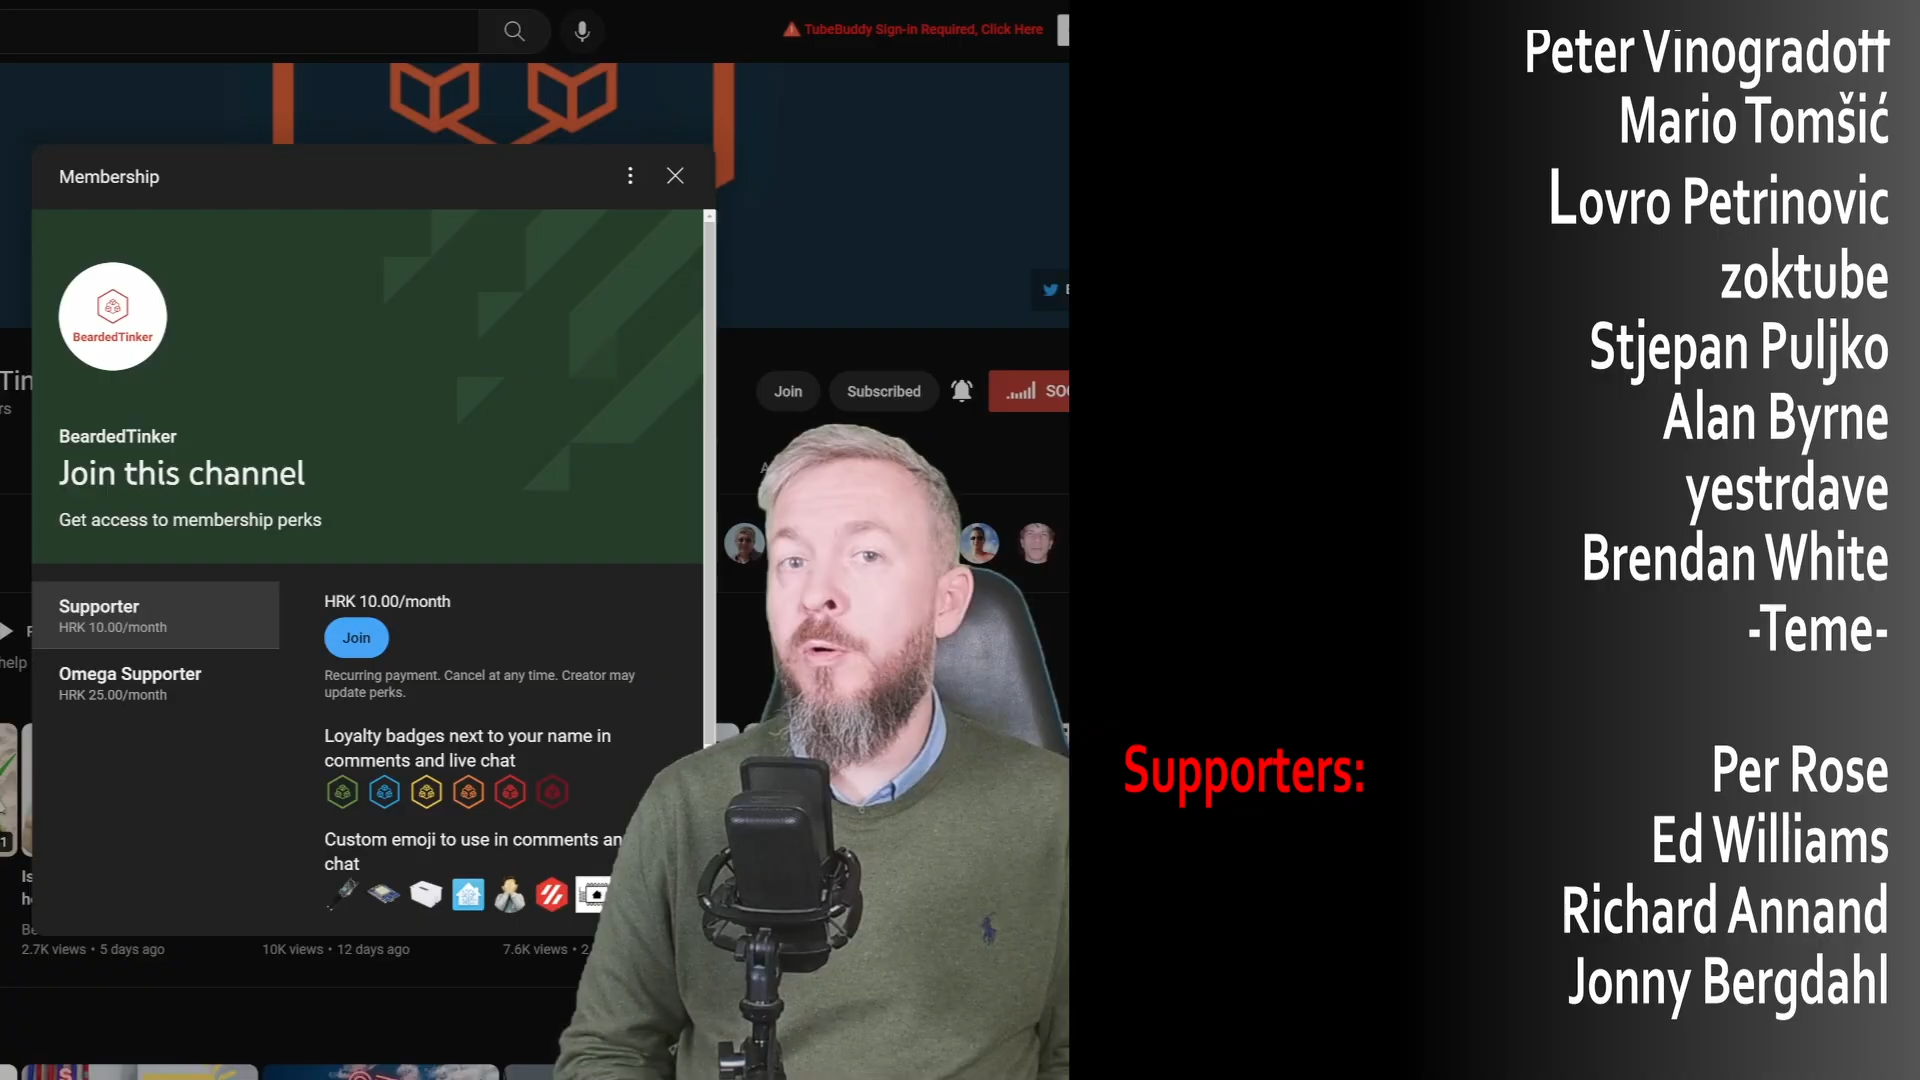 TubeBuddy Sign-in Required, Click Here
Membership
BeardedTinker
BeardedTinker
Join this channel
Get access to membership perks
Join
Subscribed
Supporter
HRK 10.00/month
Omega Supporter
HRK 25.00/month
HRK 10.00/month
Join
Recurring payment. Cancel at any time. Creator may
update perks.
Loyalty badges next to your name in
comments and live chat
Custom emoji to use in comments an
chat
help
2.7K views • 5 days ago
10K views • 12 days ago
7.6K views • 2
Peter Vinogradoff
Mario Tomšić
Lovro Petrinovic
zoktube
Stjepan Puljko
Alan Byrne
yestrdave
Brendan White
-Teme-
Supporters:
Per Rose
Ed Williams
Richard Annand
Jonny Bergdahl